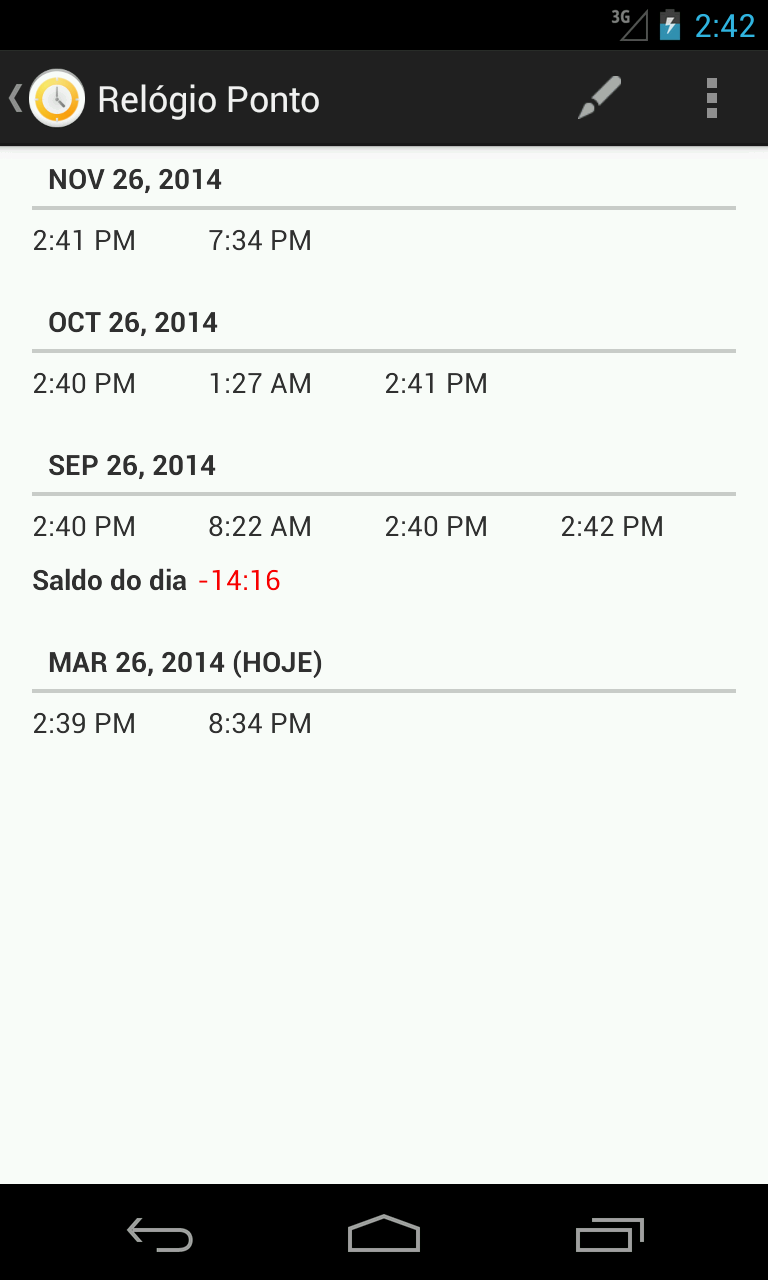 3G 2:42
Relógio Ponto
NOV 26, 2014
2:41 PM 7:34 PM
OCT 26, 2014
2:40 PM 1:27 AM 2:41 PM
SEP 26, 2014
2:40 PM 8:22 AM 2:40 PM 2:42 PM
Saldo do dia -14:16
MAR 26, 2014 (HOJE)
2:39 PM 8:34 PM